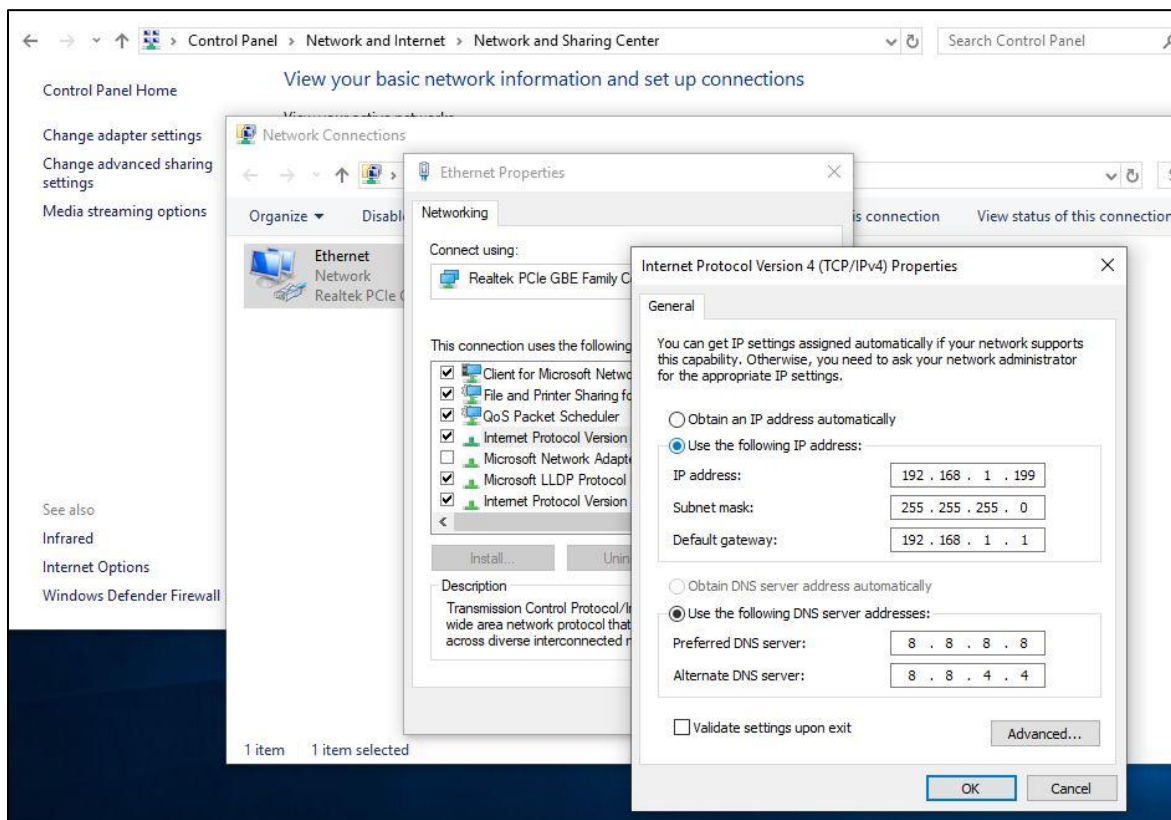 Control Panel > Network and Internet > Network and Sharing Center
Search Control Panel
Control Panel Home
Change adapter settings
Change advanced sharing
settings
Media streaming options
See also
Infrared
Internet Options
Windows Defender Firewall
View your basic network information and set up connections
Network Connections
Organize
Disabl
is connection
View status of this connection
Ethernet
Network
Realtek PCIe
1 item
1 item selected
Ethernet Properties
Networking
Connect using:
Realtek PCIe GBE Family C
This connection uses the following
Client for Microsoft Netwo
File and Printer Sharing fo
QoS Packet Scheduler
Internet Protocol Version
Microsoft Network Adapte
Microsoft LLDP Protocol
Internet Protocol Version
Install...
Unin
Description
Transmission Control Protocol/I
wide area network protocol that
across diverse interconnected n
Internet Protocol Version 4 (TCP/IPv4) Properties
General
You can get IP settings assigned automatically if your network supports
this capability. Otherwise, you need to ask your network administrator
for the appropriate IP settings.
Obtain an IP address automatically
Use the following IP address:
IP address: 192 . 168 . 1 . 199
Subnet mask: 255 . 255 . 255 . 0
Default gateway: 192 . 168 . 1 . 1
Obtain DNS server address automatically
Use the following DNS server addresses:
Preferred DNS server: 8 . 8 . 8 . 8
Alternate DNS server: 8 . 8 . 4 . 4
Validate settings upon exit
Advanced...
OK
Cancel